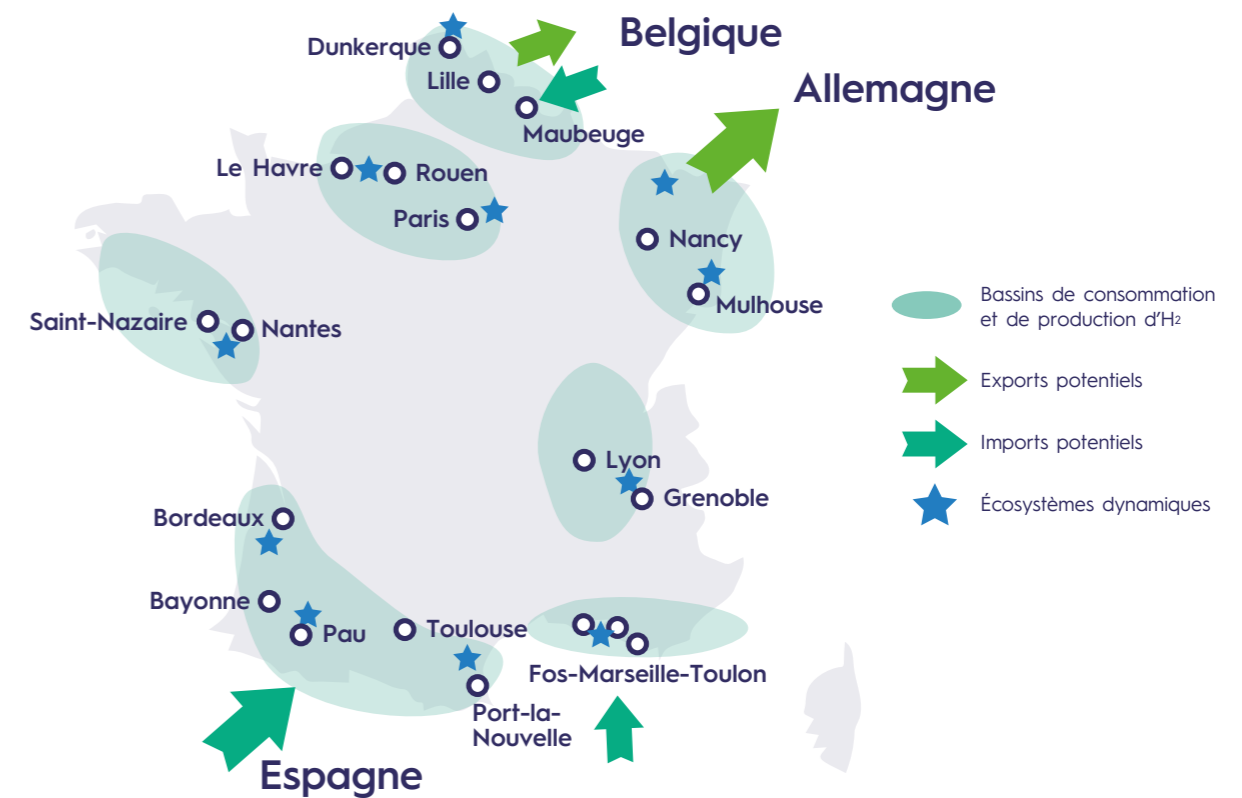 Belgique
Dunkerque
Lille
Allemagne
Maubeuge
Le Havre
Rouen
Paris
Nancy
Mulhouse
Saint-Nazaire
Nantes
Lyon
Grenoble
Bordeaux
Bayonne
Pau
Toulouse
Fos-Marseille-Toulon
Port-la-
Nouvelle
Espagne
Bassins de consommation
et de production d’H2
Exports potentiels
Imports potentiels
Écosystèmes dynamiques